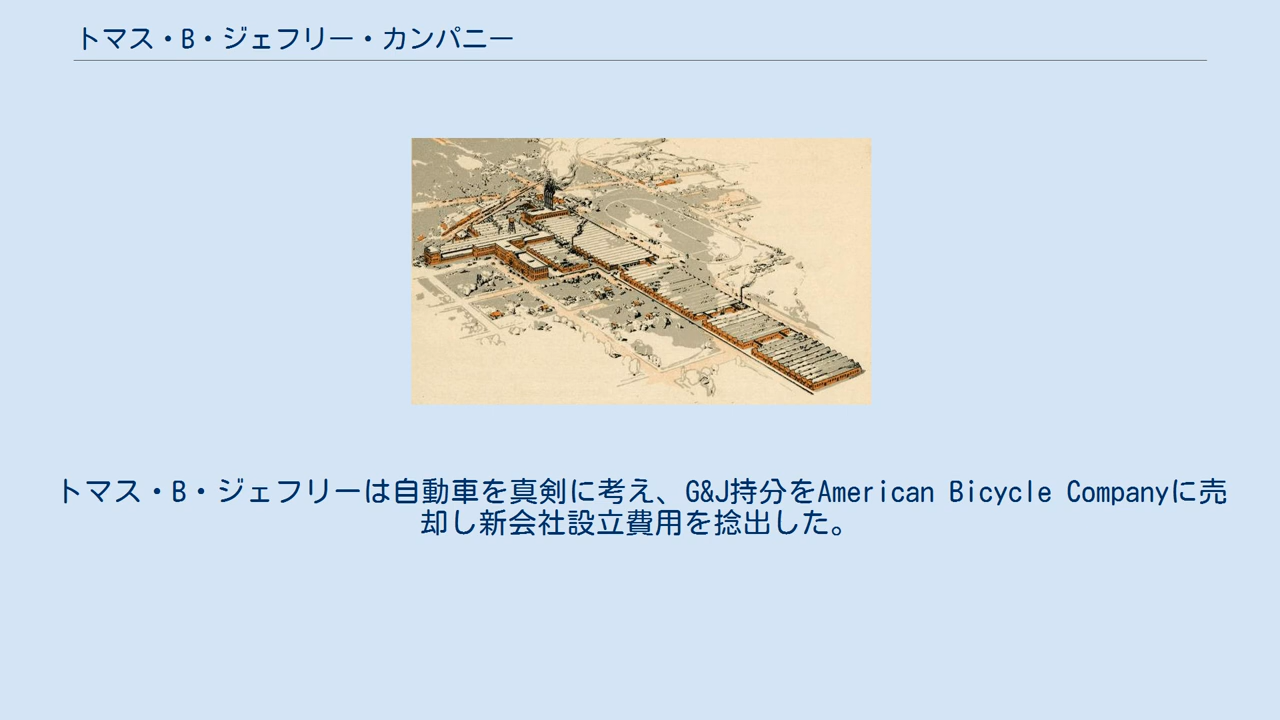 トマス・B・ジェフリー・カンパニー
トマス・B・ジェフリーは自動車を真剣に考え、G&J持分をAmerican Bicycle Companyに売
却し新会社設立費用を捻出した。